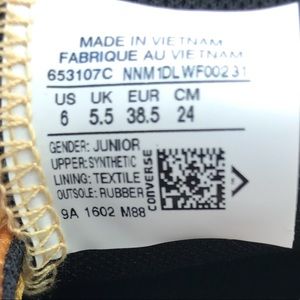 MADE IN VIETNAM
FABRIQUE AU VIETNAM
653107C NNM1DLWF00231
US UK EUR CM
6 5.5 38.5 24
GENDER: JUNIOR
UPPER:SYNTHETIC
LINING: TEXTILE
OUTSOLE: RUBBER
9A 1602 M88
CONVERSE